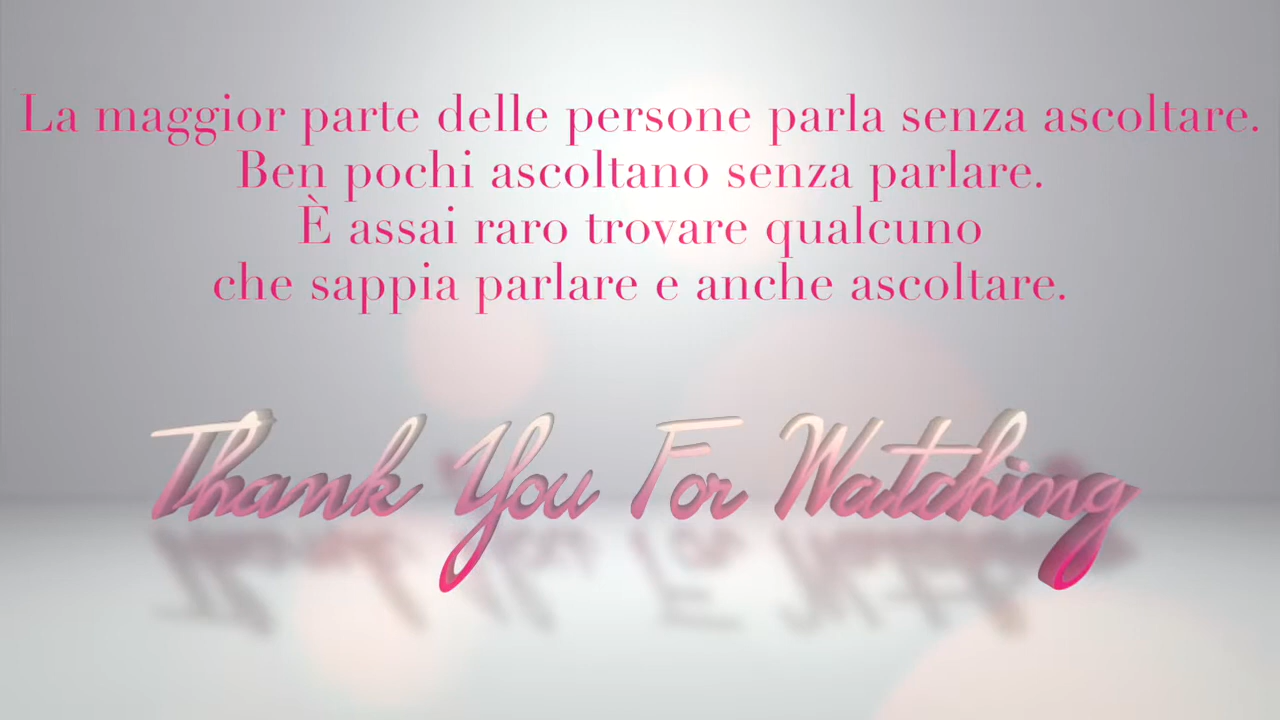 La maggior parte delle persone parla senza ascoltare.
Ben pochi ascoltano senza parlare.
È assai raro trovare qualcuno
che sappia parlare e anche ascoltare.
Thank You For Watching